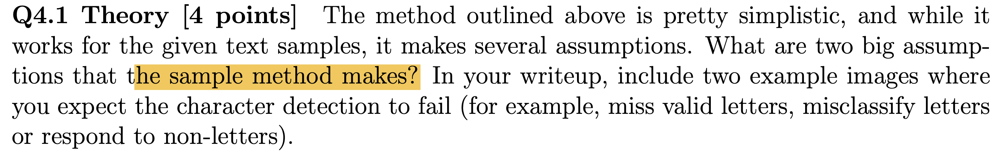 Q4.1 Theory [4 points] The method outlined above is pretty simplistic, and while it
works for the given text samples, it makes several assumptions. What are two big assump-
tions that the sample method makes? In your writeup, include two example images where
you expect the character detection to fail (for example, miss valid letters, misclassify letters
or respond to non-letters).